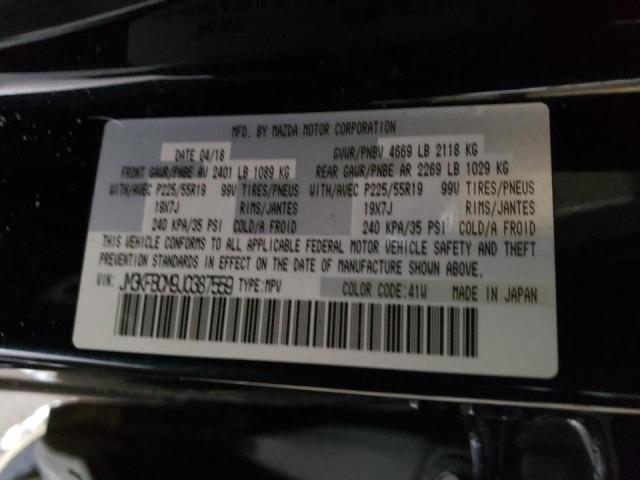 MFD. BY MAZDA MOTOR CORPORATION
DATE 04/18 GVWR/PNBV 4669 LB 2118 KG
FRONT GAWR/PNBE AV 2401 LB 1089 KG REAR GAWR/PNBE AR 2269 LB 1029 KG
WITH/AVEC P225/55R19 99V TIRES/PNEUS WITH/AVEC P225/55R19 99V TIRES/PNEUS
19X7J RIMS/JANTES 19X7J RIMS/JANTES
240 KPA/35 PSI COLD/A FROID 240 KPA/35 PSI COLD/A FROID
THIS VEHICLE CONFORMS TO ALL APPLICABLE FEDERAL MOTOR VEHICLE SAFETY AND THEFT
PREVENTION STANDARDS IN EFFECT ON THE DATE OF MANUFACTURE SHOWN ABOVE.
VIN: JM3KFBCM9J0387559 TYPE:MPV COLOR CODE:41W MADE IN JAPAN